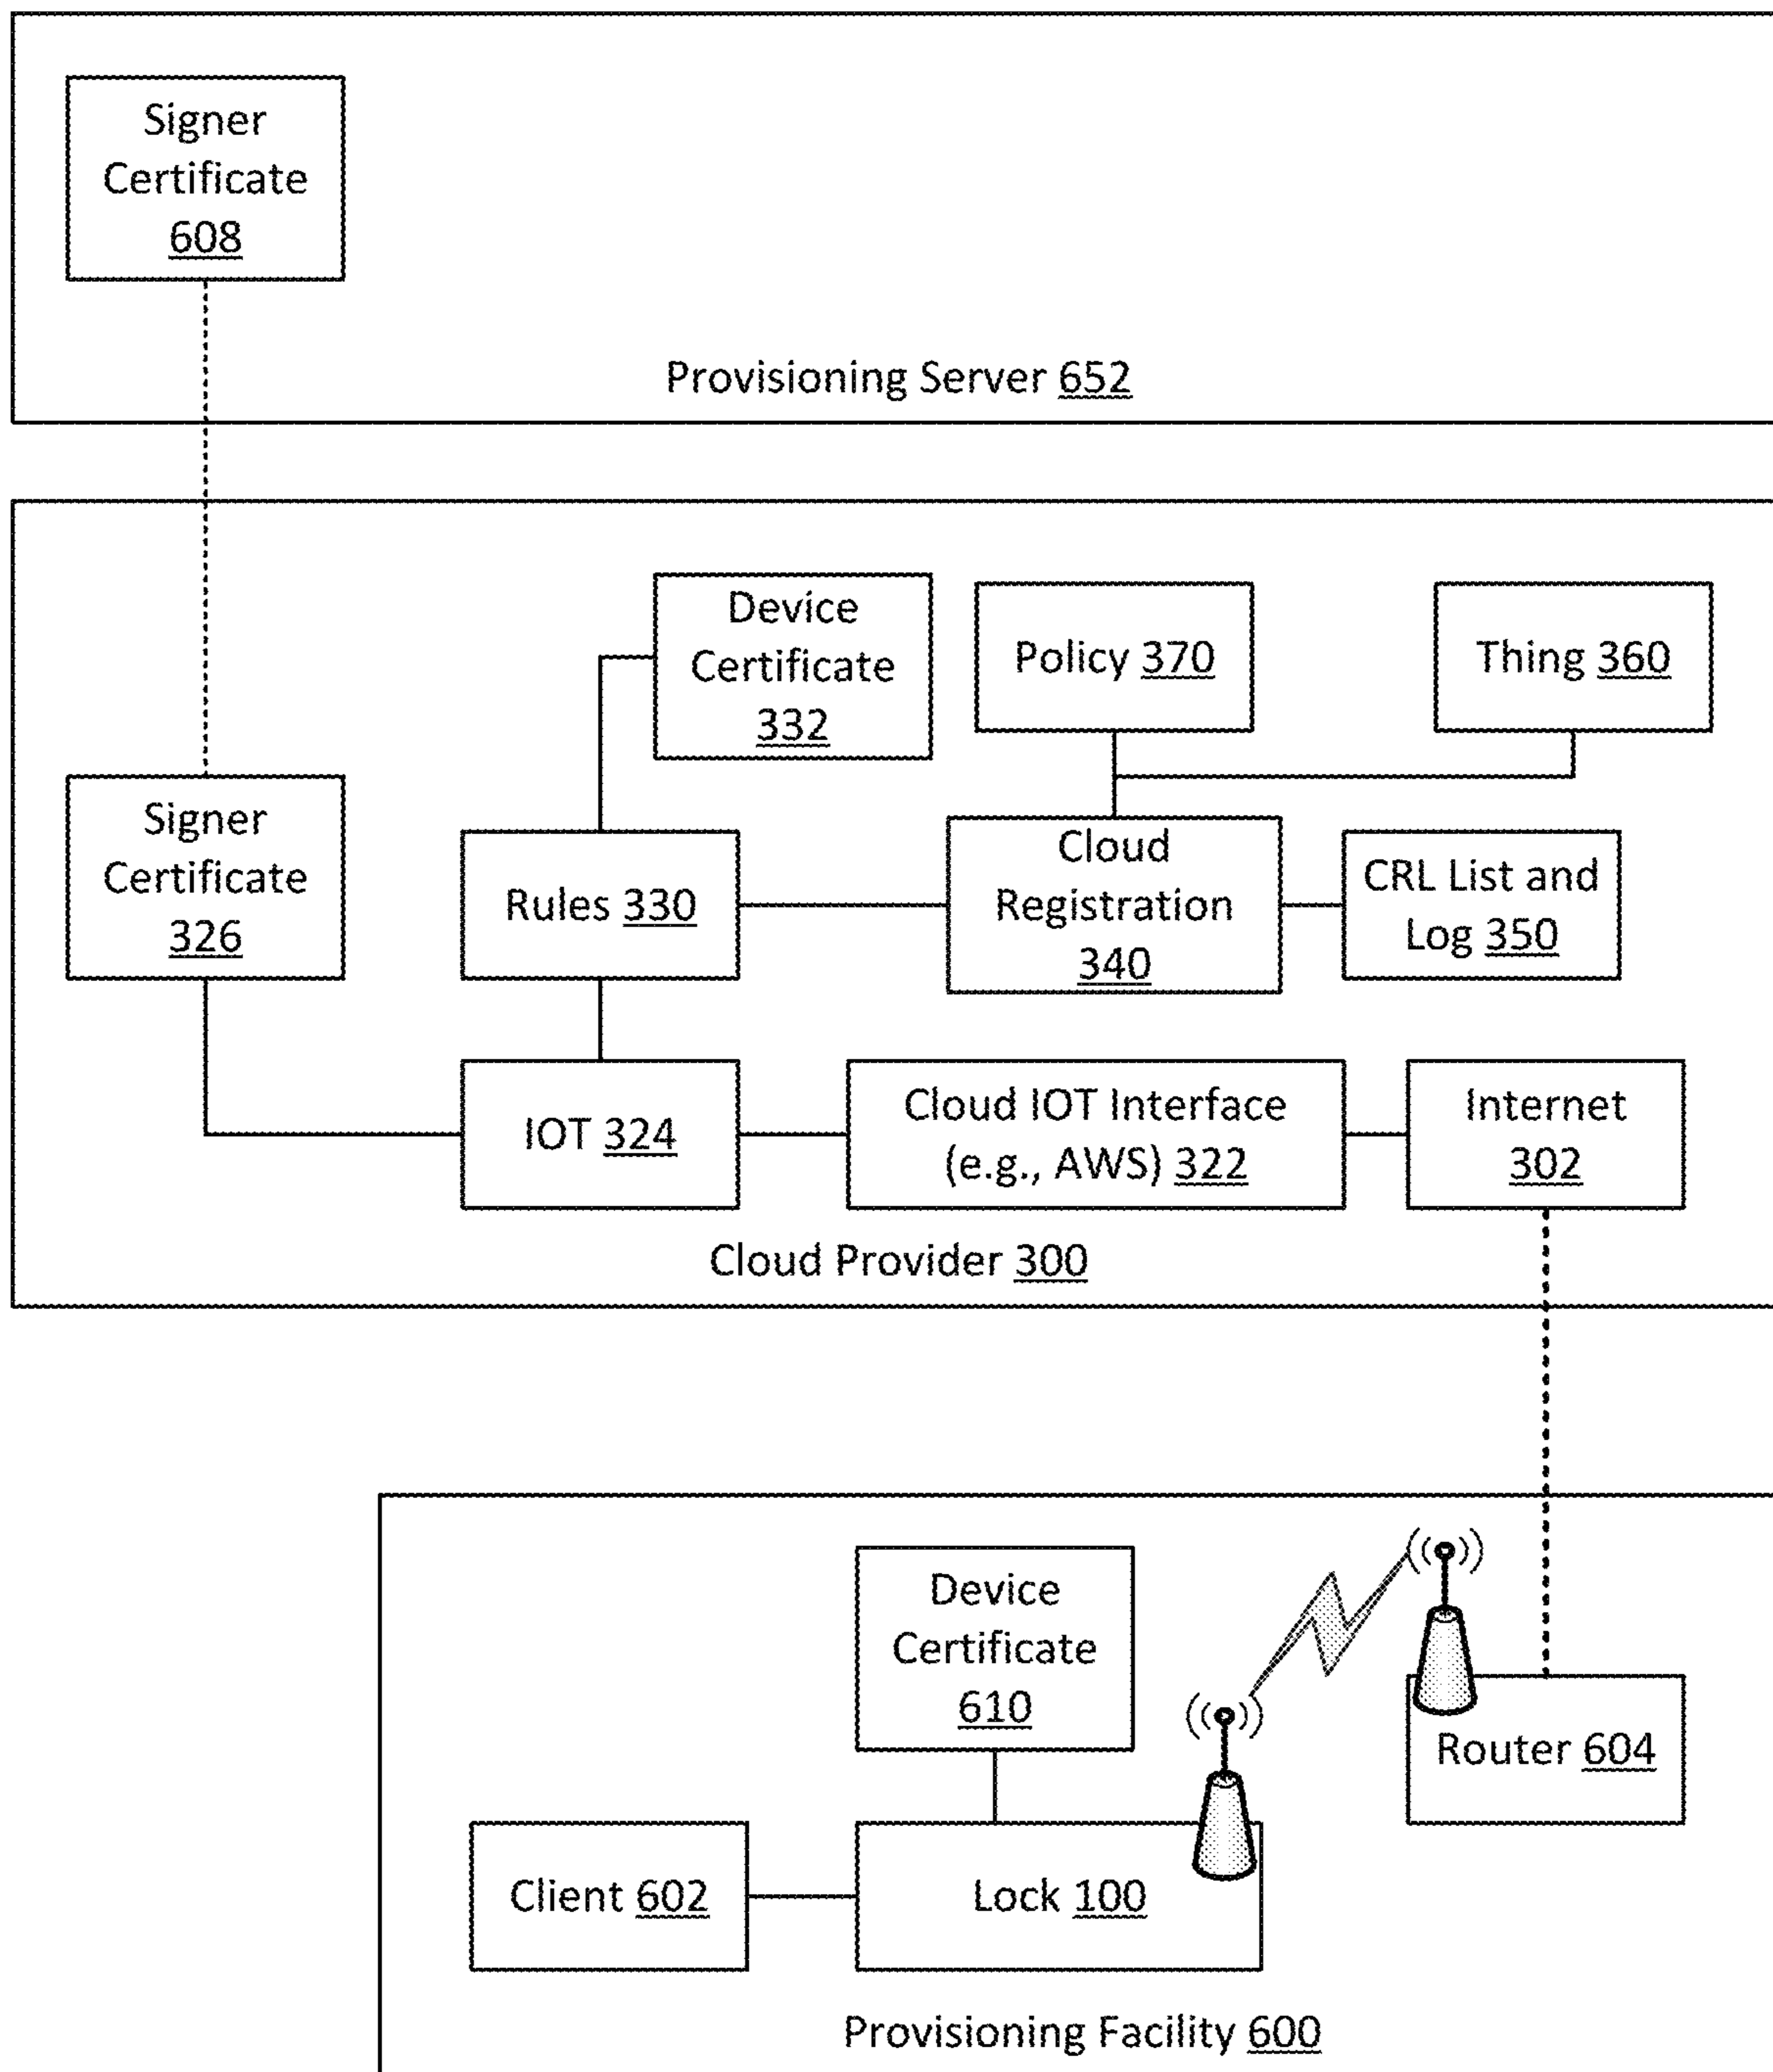 Signer
Certificate
608
Provisioning Server 652
Device
Certificate
332
Policy 370
Thing 360
Signer
Certificate
326
Rules 330
Cloud
Registration
340
CRL List and
Log 350
IOT 324
Cloud IOT Interface
(e.g., AWS) 322
Internet
302
Cloud Provider 300
Device
Certificate
610
Router 604
Client 602
Lock 100
Provisioning Facility 600